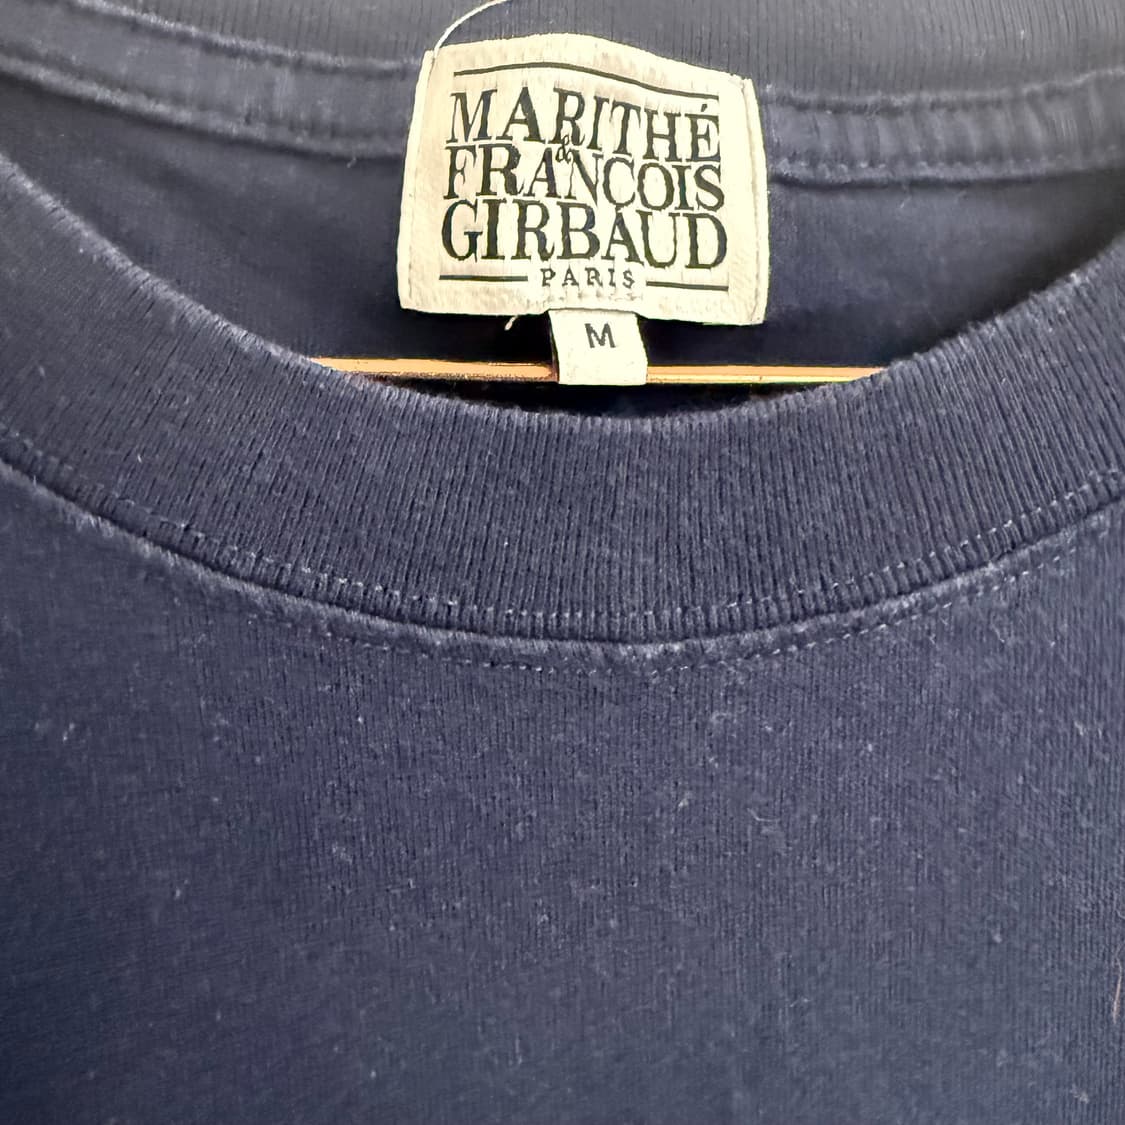 MARITHÉ
&
FRANCOIS
GIRBAUD
PARIS
M